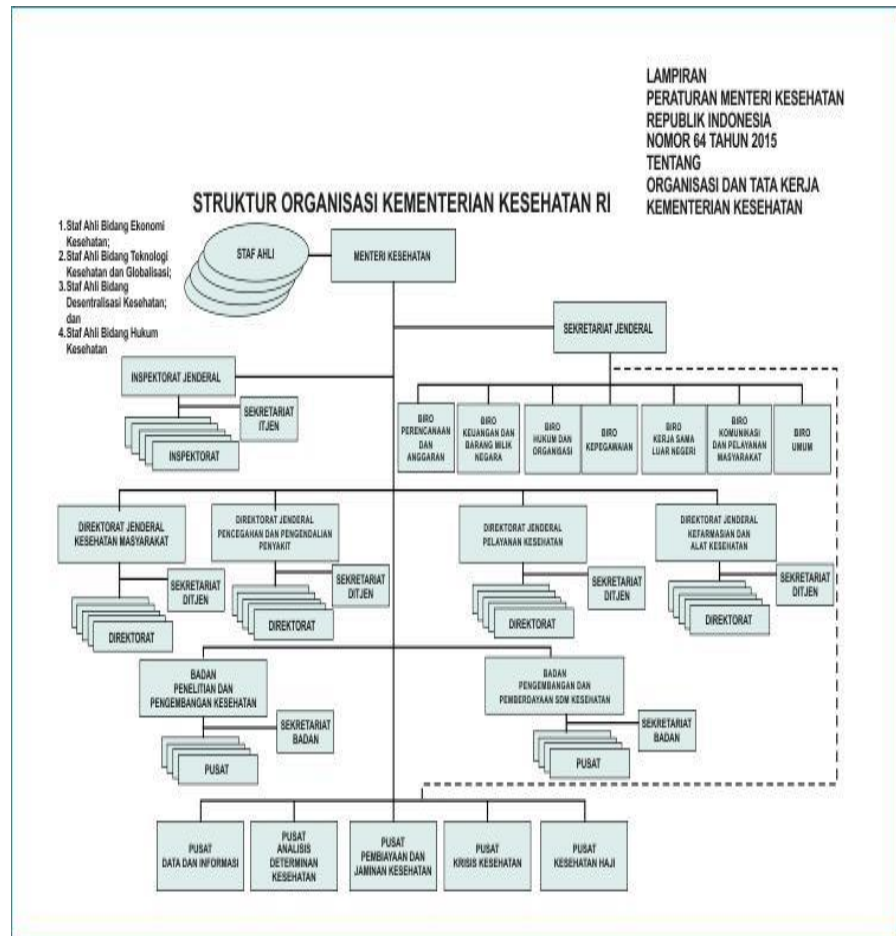 LAMPIRAN
PERATURAN MENTERI KESEHATAN
REPUBLIK INDONESIA
NOMOR 64 TAHUN 2015
TENTANG
ORGANISASI DAN TATA KERJA
KEMENTERIAN KESEHATAN
STRUKTUR ORGANISASI KEMENTERIAN KESEHATAN RI
1.Staf Ahli Bidang Ekonomi
Kesehatan;
2.Staf Ahli Bidang Teknologi
Kesehatan dan Globalisasi;
3.Staf Ahli Bidang
Desentralisasi Kesehatan;
dan
4.Staf Ahli Bidang Hukum
Kesehatan
STAF AHLI
MENTERI KESEHATAN
SEKRETARIAT JENDERAL
INSPEKTORAT JENDERAL
SEKRETARIAT
ITJEN
INSPEKTORAT
BIRO
PERENCANAAN
DAN
ANGGARAN
BIRO
KEUANGAN DAN
BARANG MILIK
NEGARA
BIRO
HUKUM DAN
ORGANISASI
BIRO
KEPEGAWAIAN
BIRO
KERJA SAMA
LUAR NEGERI
BIRO
KOMUNIKASI
DAN PELAYANAN
MASYARAKAT
BIRO
UMUM
DIREKTORAT JENDERAL
KESEHATAN MASYARAKAT
SEKRETARIAT
DITJEN
DIREKTORAT
DIREKTORAT JENDERAL
PENCEGAHAN DAN PENGENDALIAN
PENYAKIT
SEKRETARIAT
DITJEN
DIREKTORAT
DIREKTORAT JENDERAL
PELAYANAN KESEHATAN
SEKRETARIAT
DITJEN
DIREKTORAT
DIREKTORAT JENDERAL
KEFARMASIAN DAN
ALAT KESEHATAN
SEKRETARIAT
DITJEN
DIREKTORAT
BADAN
PENELITIAN DAN
PENGEMBANGAN KESEHATAN
SEKRETARIAT
BADAN
PUSAT
BADAN
PENGEMBANGAN DAN
PEMBERDAYAAN SDM KESEHATAN
SEKRETARIAT
BADAN
PUSAT
PUSAT
DATA DAN INFORMASI
PUSAT
ANALISIS
DETERMINAN
KESEHATAN
PUSAT
PEMBIAYAAN DAN
JAMINAN KESEHATAN
PUSAT
KRISIS KESEHATAN
PUSAT
KESEHATAN HAJI